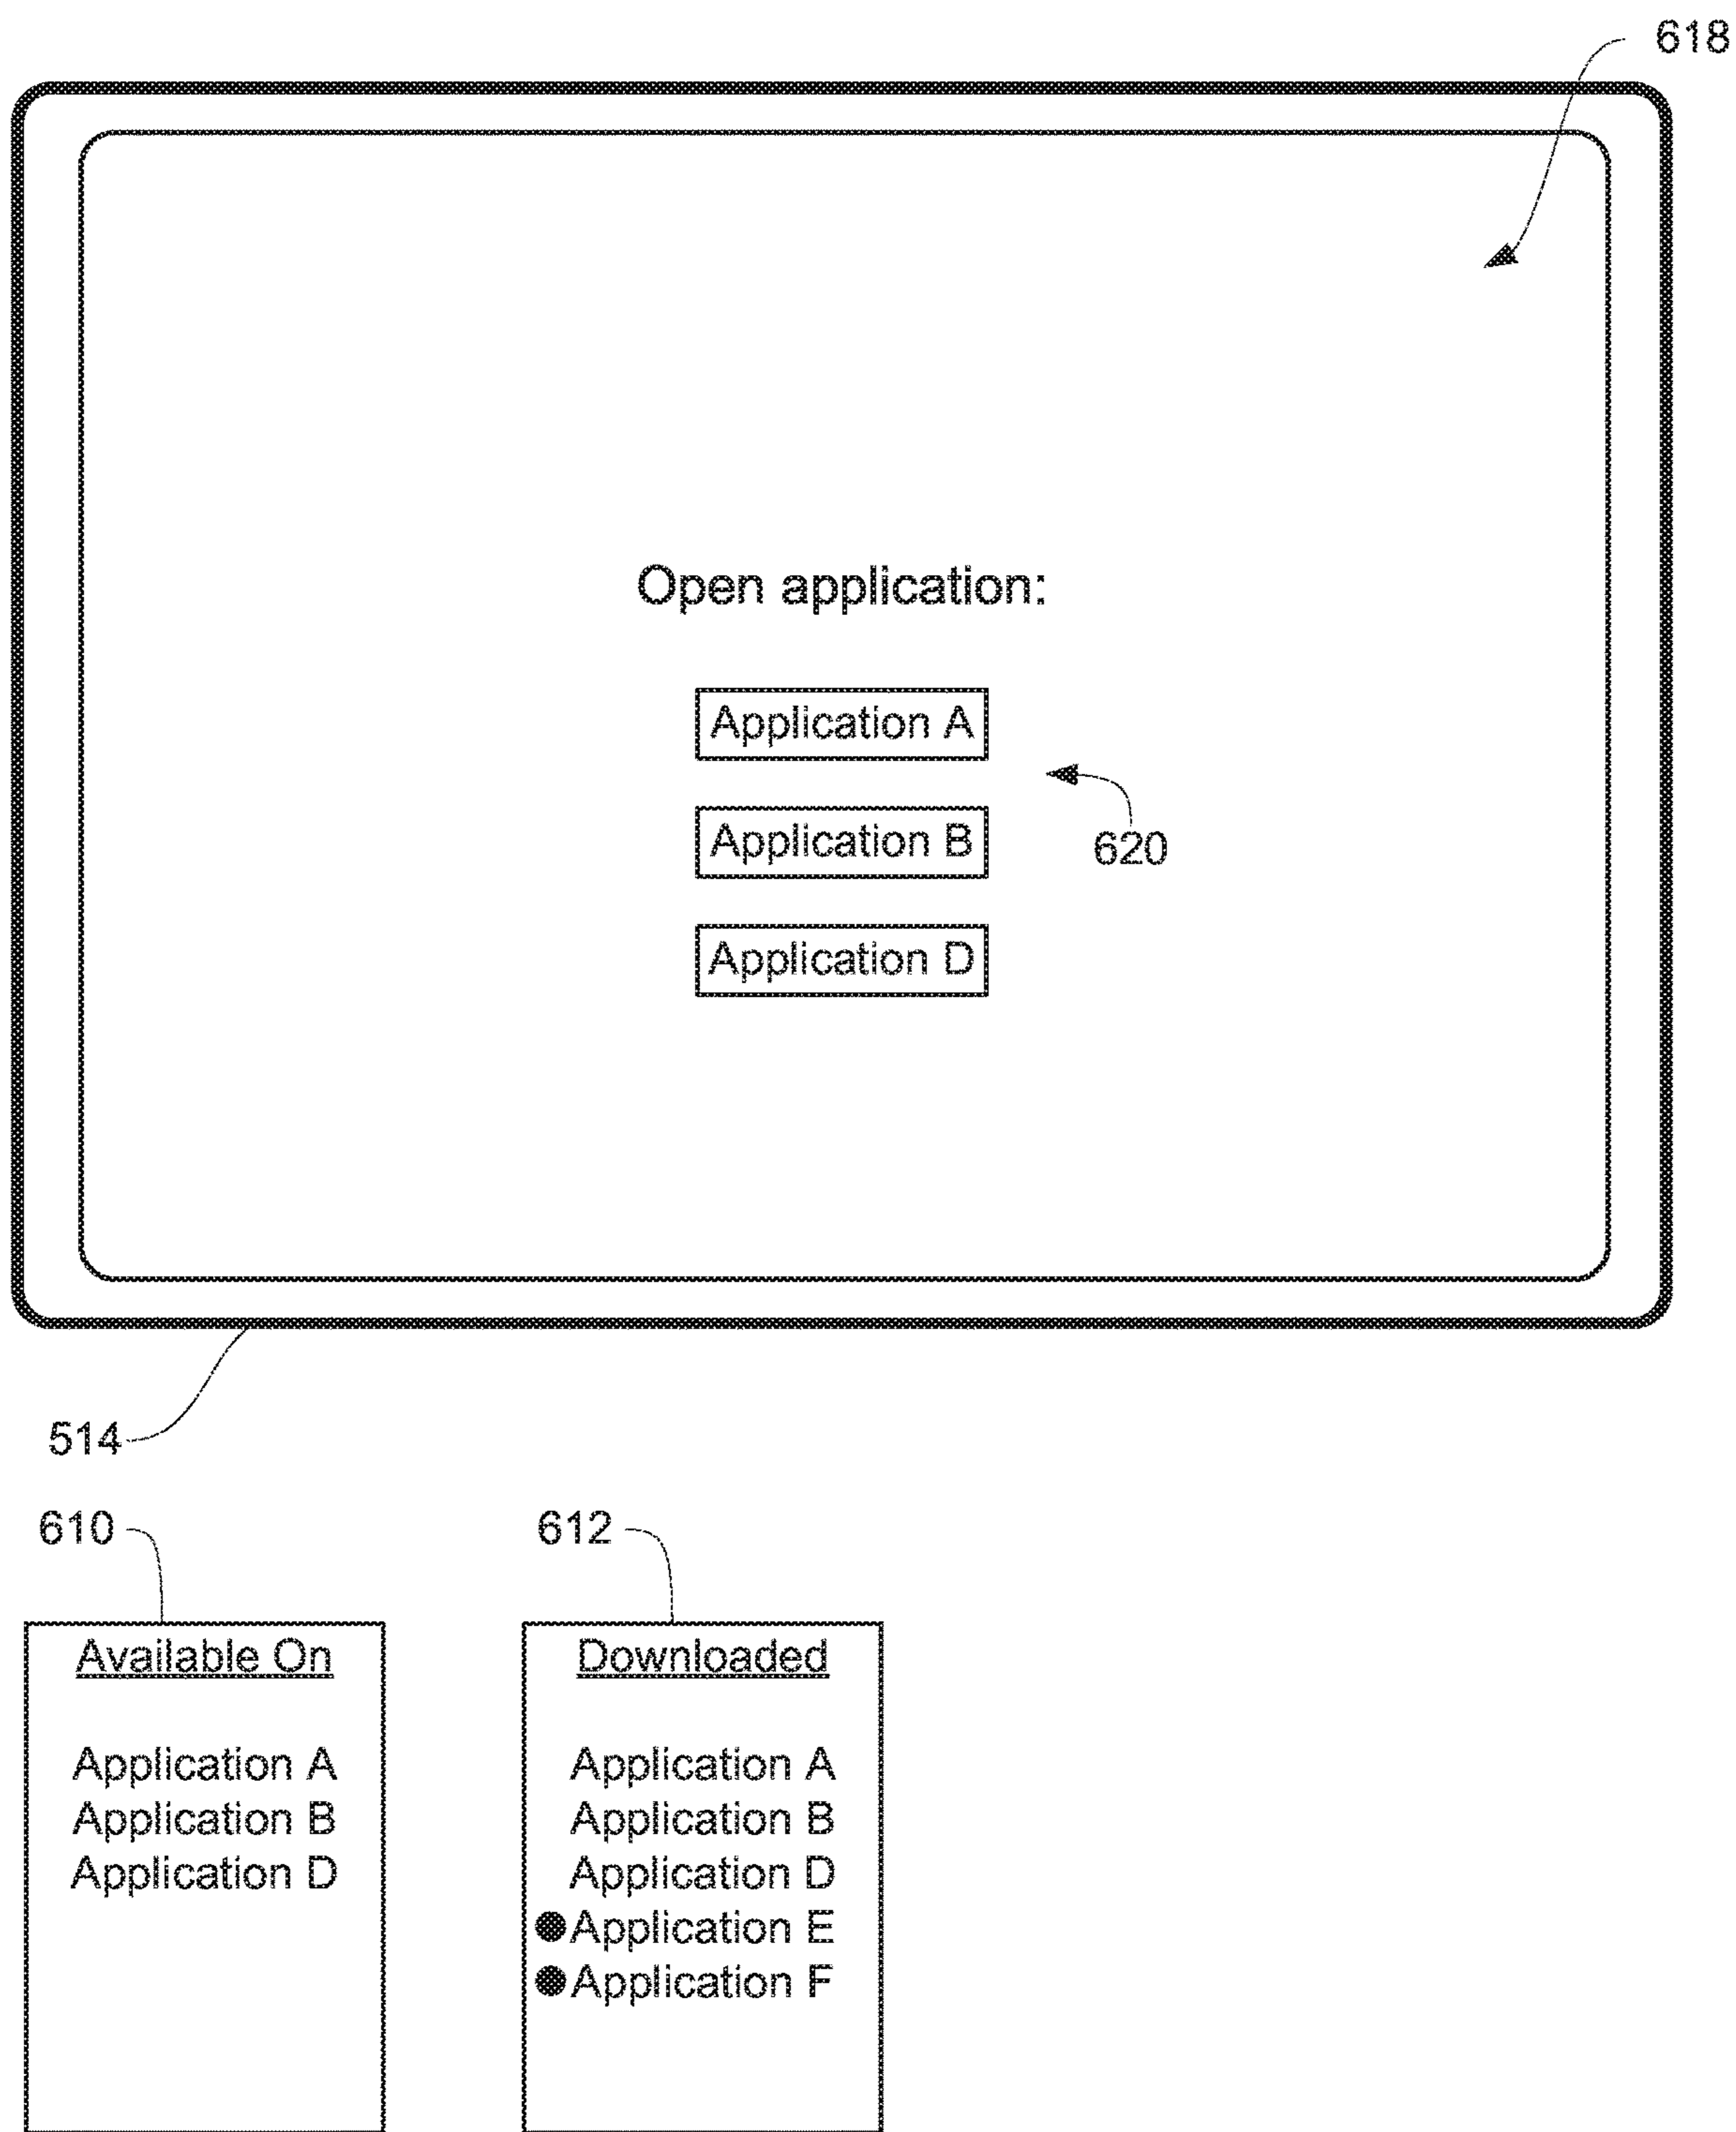 618
Open application:
Application A
Application B
620
Application D
514
610
612
Available On
Application A
Application B
Application D
Downloaded
Application A
Application B
Application D
●Application E
●Application F